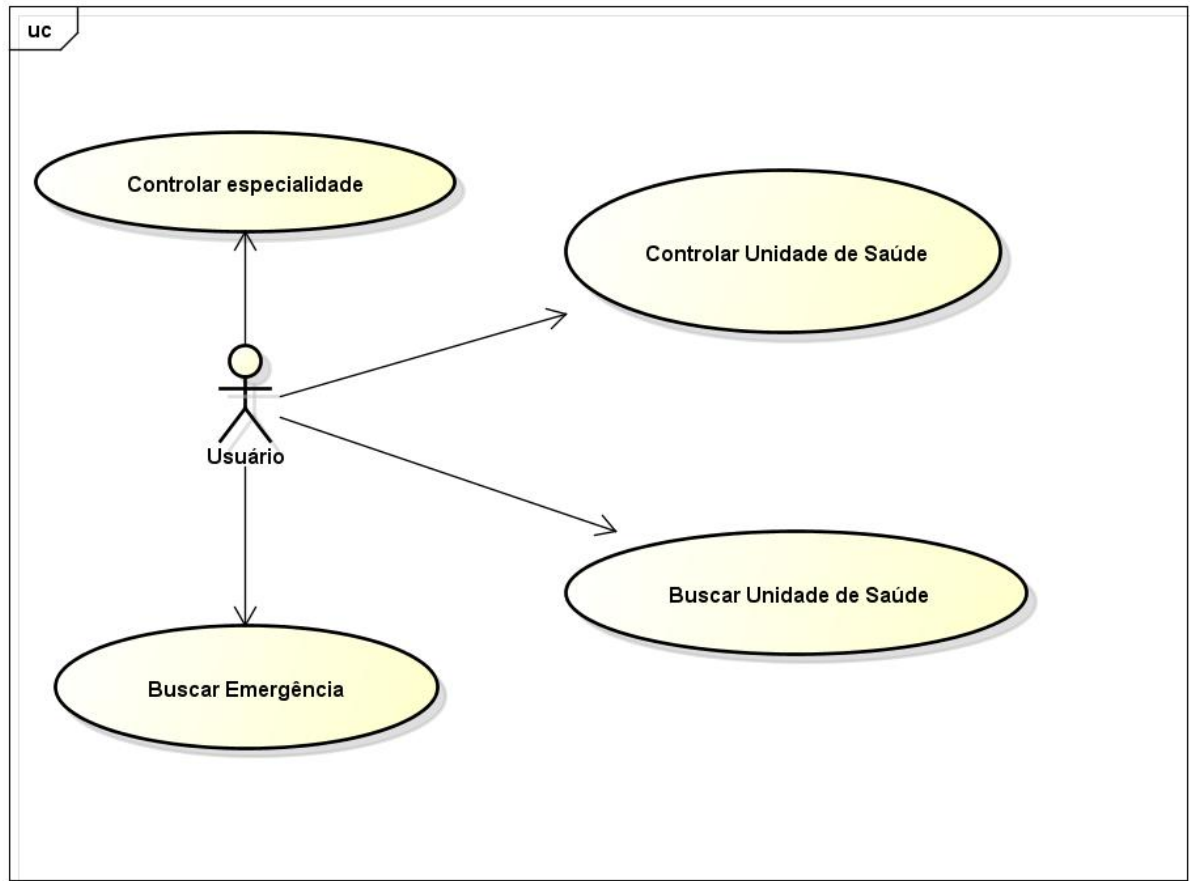 uc
Controlar especialidade
Controlar Unidade de Saúde
Usuário
Buscar Unidade de Saúde
Buscar Emergência